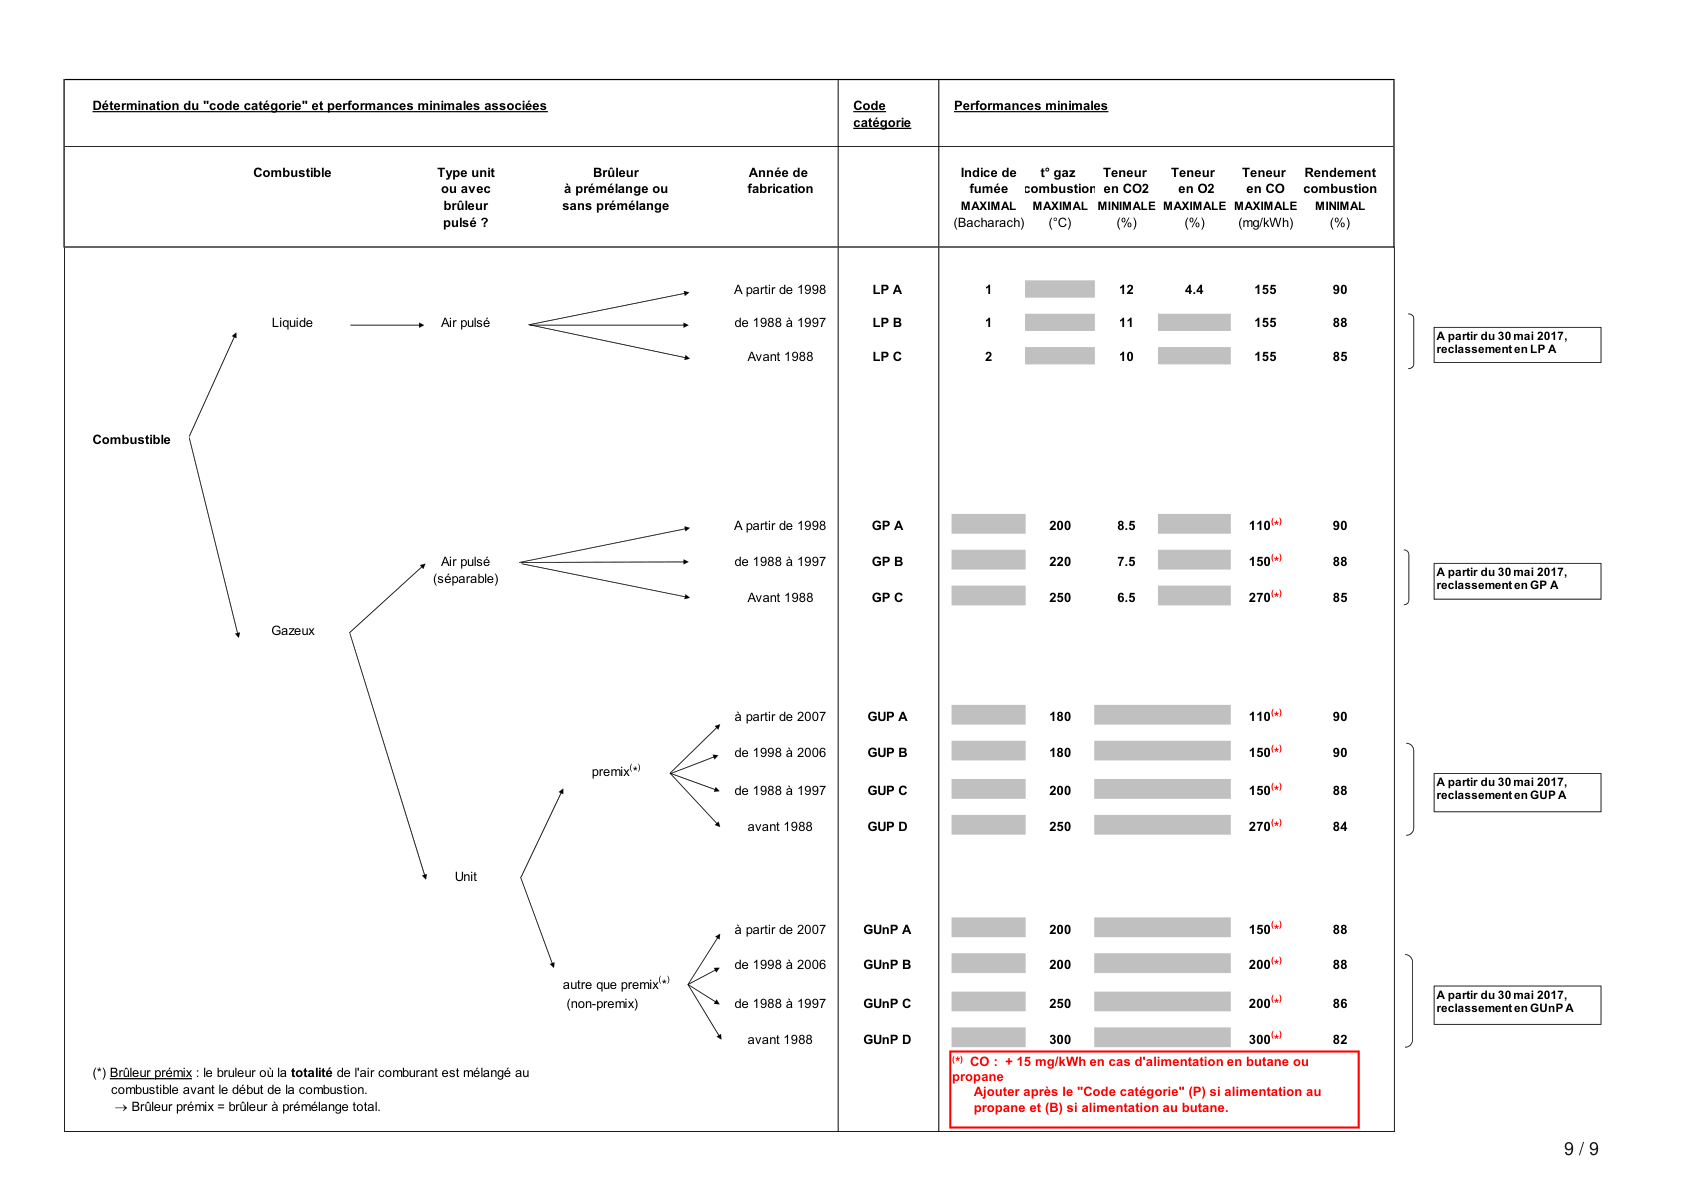 Détermination du "code catégorie" et performances minimales associées
Code
catégorie
Performances minimales
Combustible
Type unit
ou avec
brûleur
pulsé ?
Brûleur
à prémélange ou
sans prémélange
Année de
fabrication
Indice de
fumée
MAXIMAL
(Bacharach)
t° gaz
combustion
MAXIMAL
(°C)
Teneur
en CO2
MINIMALE
(%)
Teneur
en O2
MAXIMALE
(%)
Teneur
en CO
MAXIMALE
(mg/kWh)
Rendement
combustion
MINIMAL
(%)
A partir de 1998 LP A 1 12 4.4 155 90
Liquide Air pulsé de 1988 à 1997 LP B 1 11 155 88
Avant 1988 LP C 2 10 155 85
A partir du 30 mai 2017,
reclassement en LP A
Combustible
A partir de 1998 GP A 200 8.5 110(*) 90
Air pulsé de 1988 à 1997 GP B 220 7.5 150(*) 88
(séparable)
Avant 1988 GP C 250 6.5 270(*) 85
A partir du 30 mai 2017,
reclassement en GP A
Gazeux
à partir de 2007 GUP A 180 110(*) 90
de 1998 à 2006 GUP B 180 150(*) 90
premix(*)
de 1988 à 1997 GUP C 200 150(*) 88
avant 1988 GUP D 250 270(*) 84
A partir du 30 mai 2017,
reclassement en GUP A
Unit
à partir de 2007 GUnP A 200 150(*) 88
de 1998 à 2006 GUnP B 200 200(*) 88
autre que premix(*)
(non-premix) de 1988 à 1997 GUnP C 250 200(*) 86
avant 1988 GUnP D 300 300(*) 82
A partir du 30 mai 2017,
reclassement en GUnP A
(*) Brûleur prémix : le bruleur où la totalité de l'air comburant est mélangé au
combustible avant le début de la combustion.
→ Brûleur prémix = brûleur à prémélange total.
(*) CO : + 15 mg/kWh en cas d'alimentation en butane ou
propane
Ajouter après le "Code catégorie" (P) si alimentation au
propane et (B) si alimentation au butane.
9 / 9